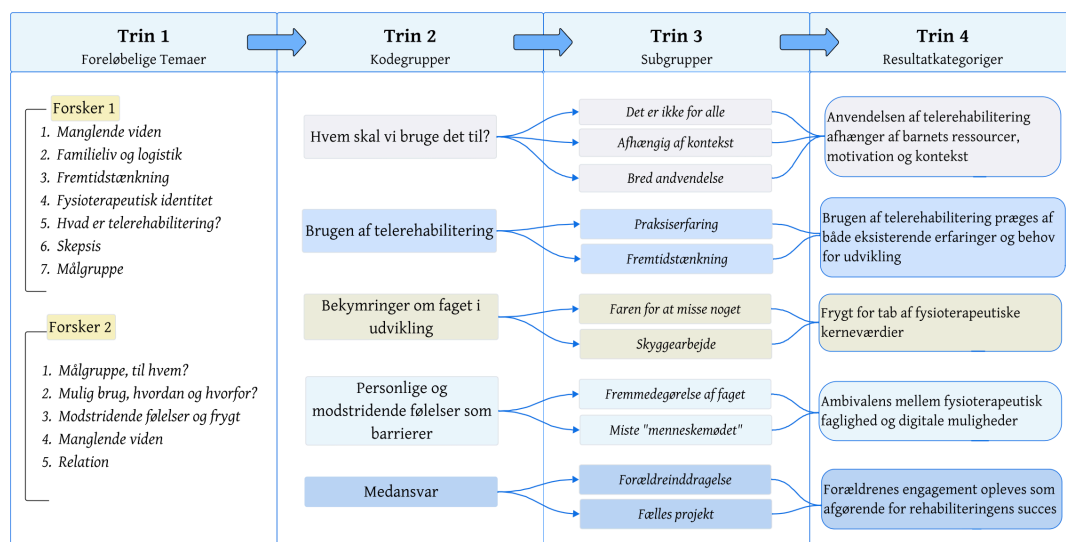 Trin 1
Foreløbelige Temaer
Trin 2
Kodegrupper
Trin 3
Subgrupper
Trin 4
Resultatkategoriger
Forsker 1
1. Manglende viden
2. Familieliv og logistik
3. Fremtidstænkning
4. Fysioterapeutisk identitet
5. Hvad er telerehabilitering?
6. Skepsis
7. Målgruppe
Forsker 2
1. Målgruppe, til hvem?
2. Mulig brug, hvordan og hvorfor?
3. Modstridende følelser og frygt
4. Manglende viden
5. Relation
Hvem skal vi bruge det til?
Brugen af telerehabilitering
Bekymringer om faget i
udvikling
Personlige og
modstridende følelser som
barrierer
Medansvar
Det er ikke for alle
Afhængig af kontekst
Bred andvendelse
Praksiserfaring
Fremtidstænkning
Faren for at misse noget
Skyggearbejde
Fremmedegørelse af faget
Miste "menneskemødet"
Forældreinddragelse
Fælles projekt
Anvendelsen af telerehabilitering
afhænger af barnets ressourcer,
motivation og kontekst
Brugen af telerehabilitering præges af
både eksisterende erfaringer og behov
for udvikling
Frygt for tab af fysioterapeutiske
kerneværdier
Ambivalens mellem fysioterapeutisk
faglighed og digitale muligheder
Forældrenes engagement opleves som
afgørende for rehabiliteringens succes